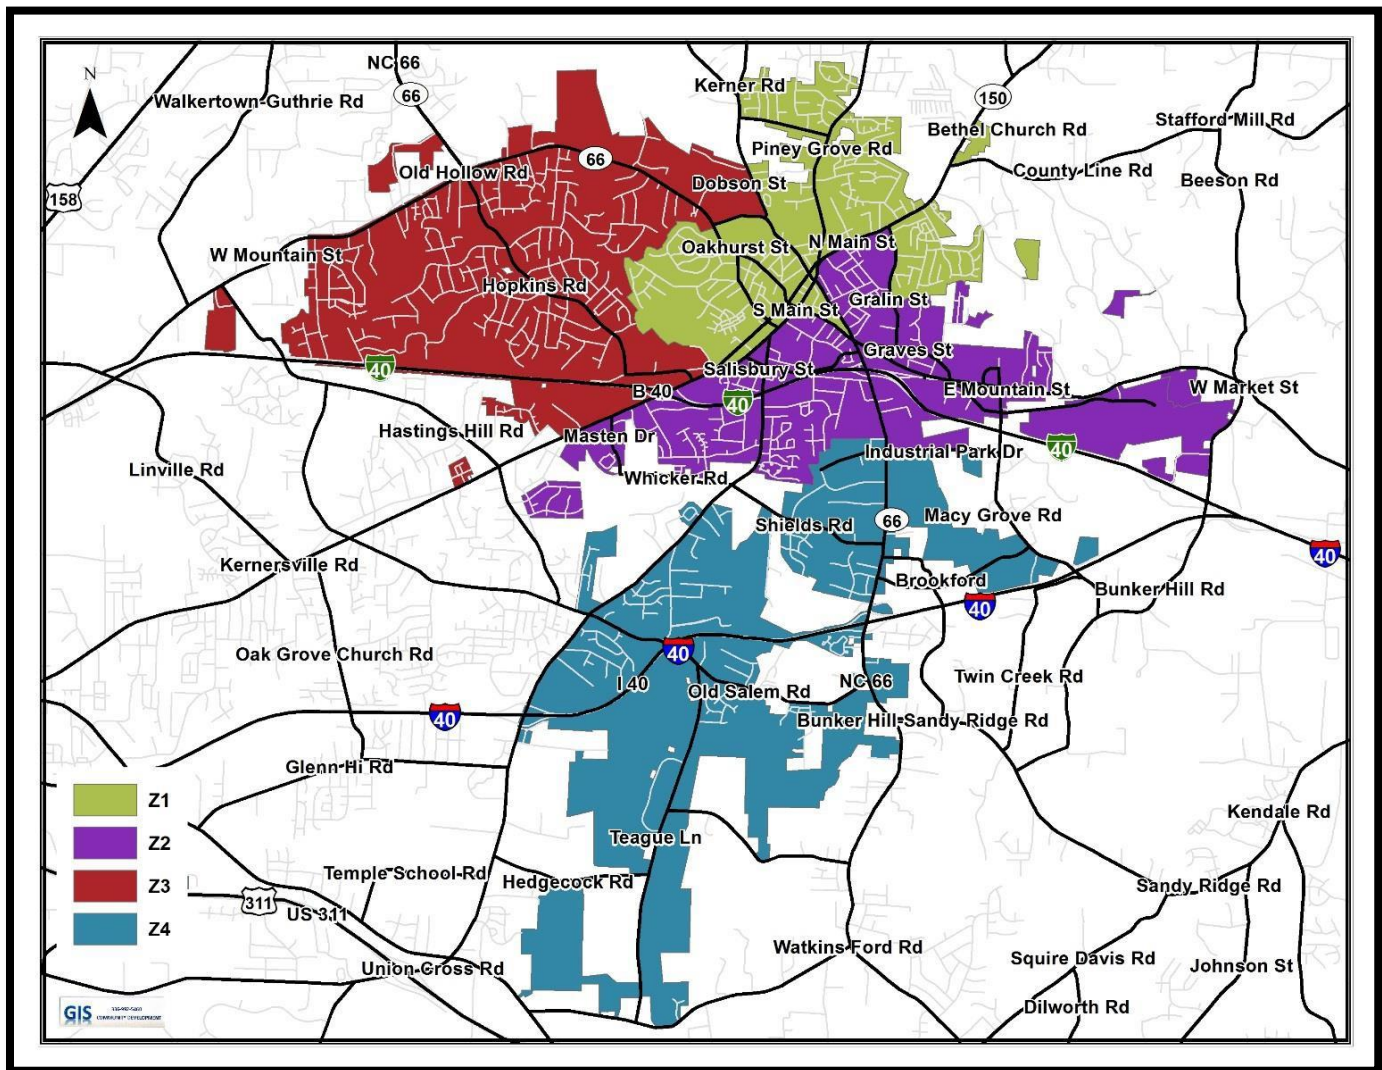 NC 66
66
Walkertown-Guthrie Rd
Kerner Rd
150
Stafford Mill Rd
Bethel Church Rd
N
Piney Grove Rd
66
County Line Rd
Old Hollow Rd
Dobson St
Beeson Rd
158
W Mountain St
Oakhurst St
N Main St
Hopkins Rd
Gralin St
S Main St
Graves St
40
Salisbury St
B 40
40
E Mountain St
W Market St
Hastings Hill Rd
Masten Dr
Industrial Park Dr
40
Linville Rd
Whicker Rd
Shields Rd
66
Macy Grove Rd
40
Kernersville Rd
Brookford
Bunker Hill Rd
40
Oak Grove Church Rd
40
I 40
Old Salem Rd
NC 66
Twin Creek Rd
40
Bunker Hill Sandy Ridge Rd
Glenn Hi Rd
Z1
Kendale Rd
Z2
Teague Ln
Temple School Rd
Hedgecock Rd
Sandy Ridge Rd
Z3
311
US 311
Z4
Watkins Ford Rd
Squire Davis Rd
Union Cross Rd
Johnson St
Dilworth Rd
GIS
COMMUNITY DEVELOPMENT